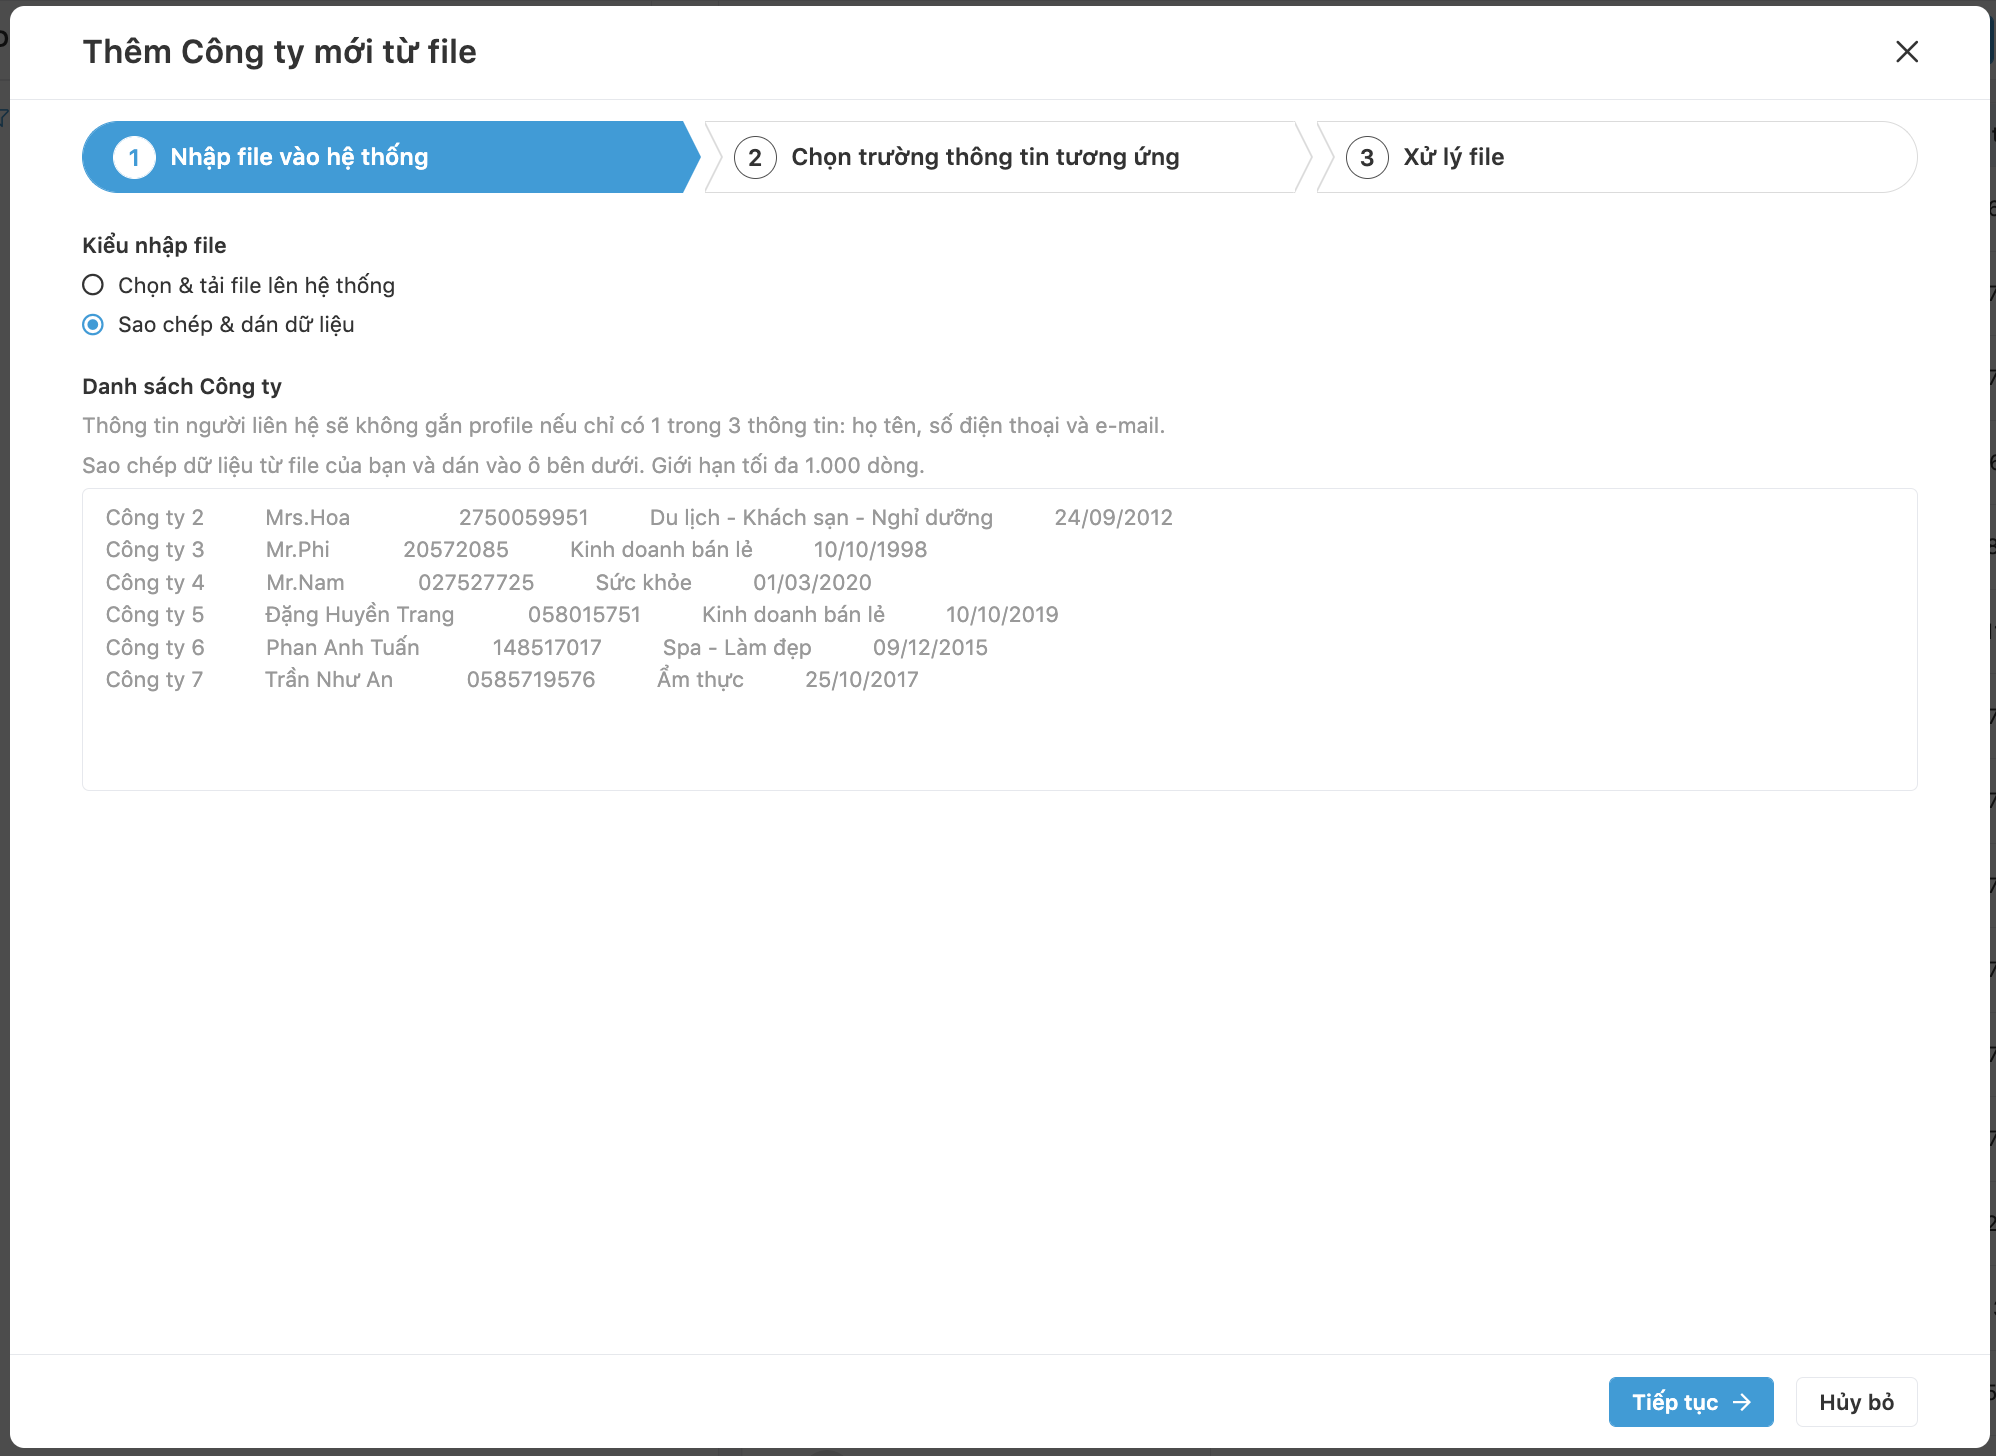 Thêm Công ty mới từ file
1 Nhập file vào hệ thống
2 Chọn trường thông tin tương ứng
3 Xử lý file
Kiểu nhập file
Chọn & tải file lên hệ thống
Sao chép & dán dữ liệu
Danh sách Công ty
Thông tin người liên hệ sẽ không gắn profile nếu chỉ có 1 trong 3 thông tin: họ tên, số điện thoại và e-mail.
Sao chép dữ liệu từ file của bạn và dán vào ô bên dưới. Giới hạn tối đa 1.000 dòng.
Công ty 2 Mrs.Hoa 2750059951 Du lịch - Khách sạn - Nghỉ dưỡng 24/09/2012
Công ty 3 Mr.Phi 20572085 Kinh doanh bán lẻ 10/10/1998
Công ty 4 Mr.Nam 027527725 Sức khỏe 01/03/2020
Công ty 5 Đặng Huyền Trang 058015751 Kinh doanh bán lẻ 10/10/2019
Công ty 6 Phan Anh Tuấn 148517017 Spa - Làm đẹp 09/12/2015
Công ty 7 Trần Như An 0585719576 Ẩm thực 25/10/2017
Tiếp tục
Hủy bỏ